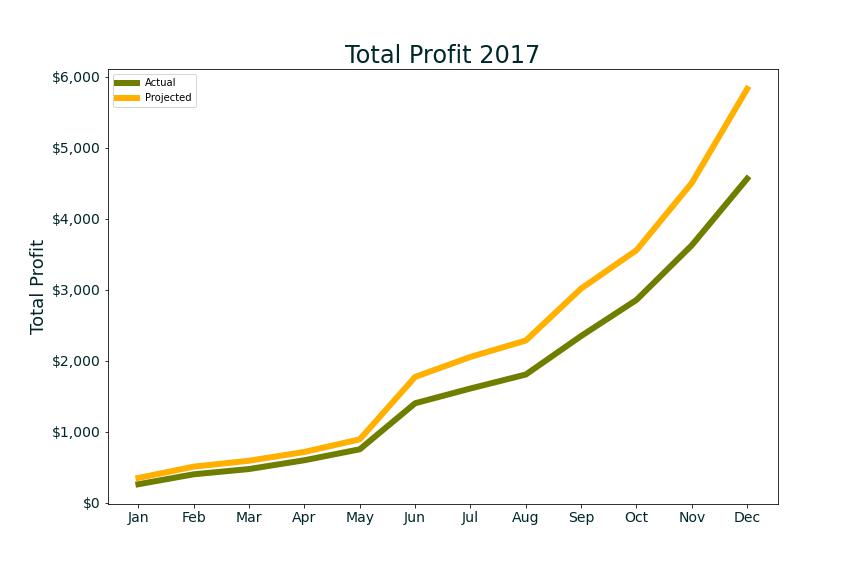 Total Profit 2017
Actual
Projected
Total Profit
$6,000
$5,000
$4,000
$3,000
$2,000
$1,000
$0
Jan Feb Mar Apr May Jun Jul Aug Sep Oct Nov Dec